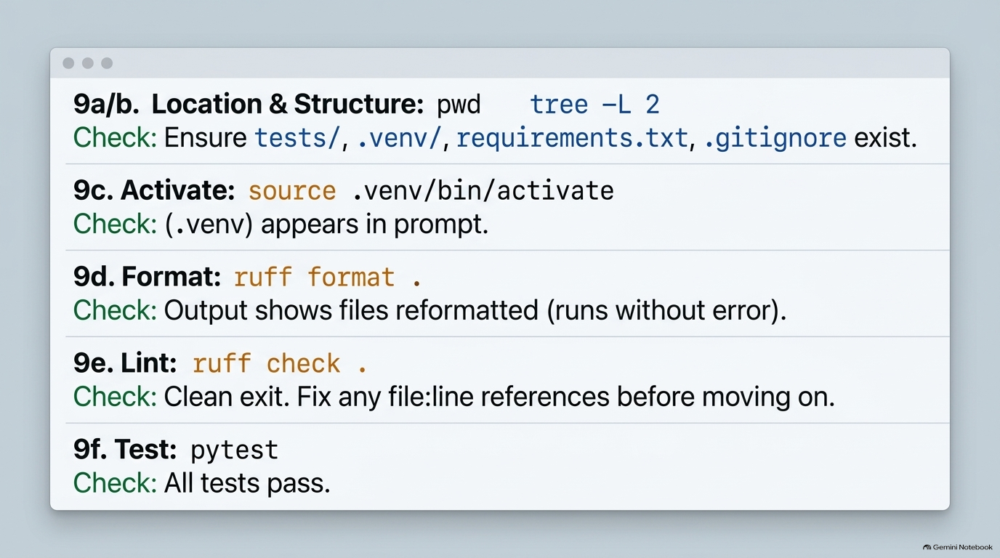 9a/b. Location & Structure: pwd tree –L 2
Check: Ensure tests/, .venv/, requirements.txt, .gitignore exist.
9c. Activate: source .venv/bin/activate
Check: (.venv) appears in prompt.
9d. Format: ruff format .
Check: Output shows files reformatted (runs without error).
9e. Lint: ruff check .
Check: Clean exit. Fix any file:line references before moving on.
9f. Test: pytest
Check: All tests pass.
Gemini Notebook